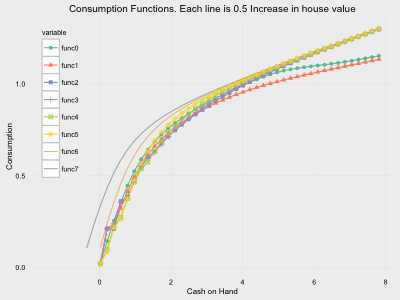 Consumption Functions. Each line is 0.5 Increase in house value
variable
func0
func1
func2
func3
func4
func5
func6
func7
Consumption
1.0
0.5
0.0
0 2 4 6 8
Cash on Hand